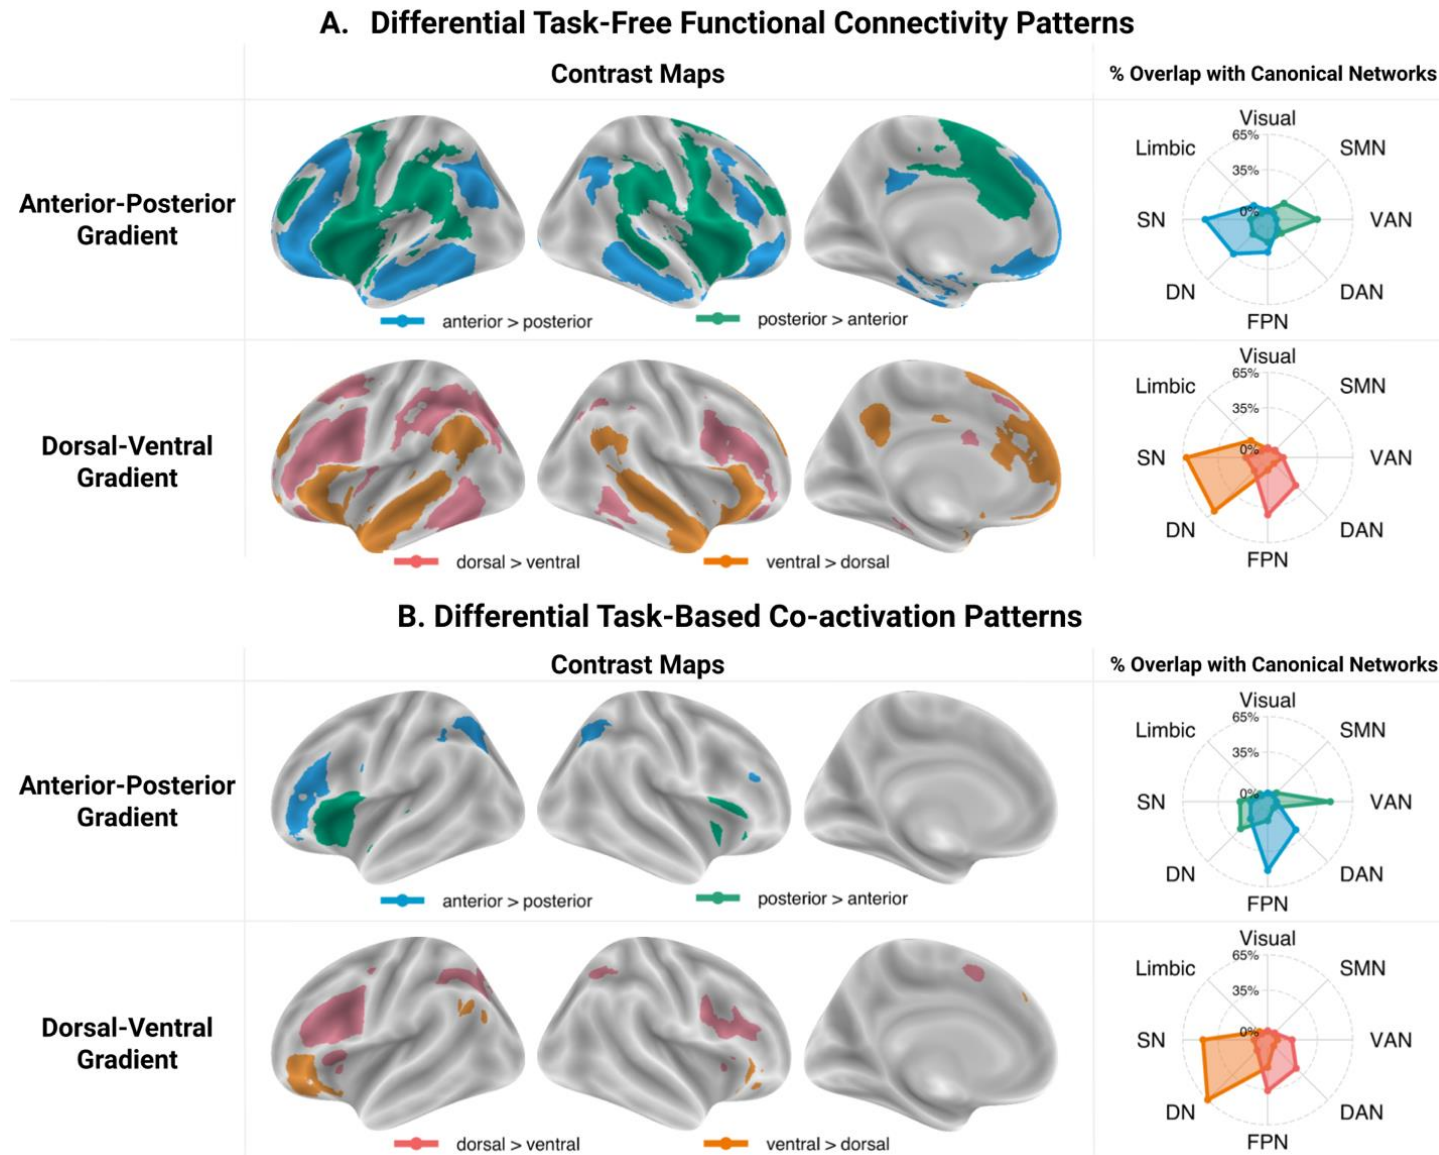 A. Differential Task-Free Functional Connectivity Patterns
Contrast Maps
% Overlap with Canonical Networks
Anterior-Posterior
Gradient
anterior > posterior
posterior > anterior
Visual
65%
Limbic
SMN
35%
0%
SN
VAN
DN
DAN
FPN
Dorsal-Ventral
Gradient
dorsal > ventral
ventral > dorsal
Visual
65%
Limbic
SMN
35%
0%
SN
VAN
DN
DAN
FPN
B. Differential Task-Based Co-activation Patterns
Contrast Maps
% Overlap with Canonical Networks
Anterior-Posterior
Gradient
anterior > posterior
posterior > anterior
Visual
65%
Limbic
SMN
35%
0%
SN
VAN
DN
DAN
FPN
Dorsal-Ventral
Gradient
dorsal > ventral
ventral > dorsal
Visual
65%
Limbic
SMN
35%
0%
SN
VAN
DN
DAN
FPN